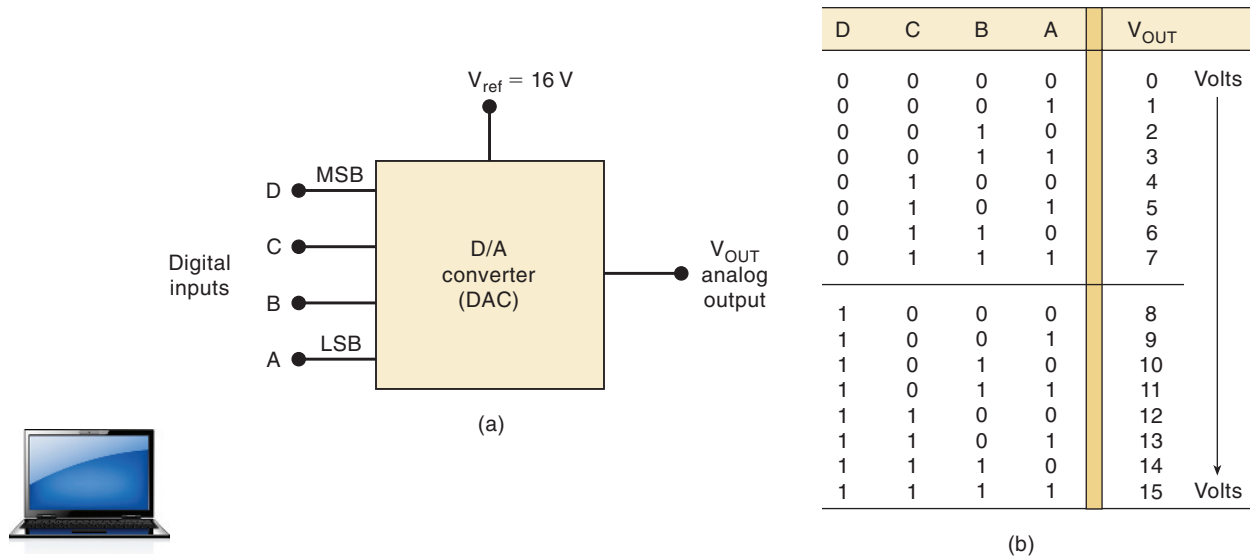 V_ref = 16 V
D
MSB
C
B
A
LSB
Digital
inputs
D/A
converter
(DAC)
V_OUT
analog
output
(a)
D C B A V_OUT
0 0 0 0 0 Volts
0 0 0 1 1
0 0 1 0 2
0 0 1 1 3
0 1 0 0 4
0 1 0 1 5
0 1 1 0 6
0 1 1 1 7
1 0 0 0 8
1 0 0 1 9
1 0 1 0 10
1 0 1 1 11
1 1 0 0 12
1 1 0 1 13
1 1 1 0 14
1 1 1 1 15 Volts
(b)